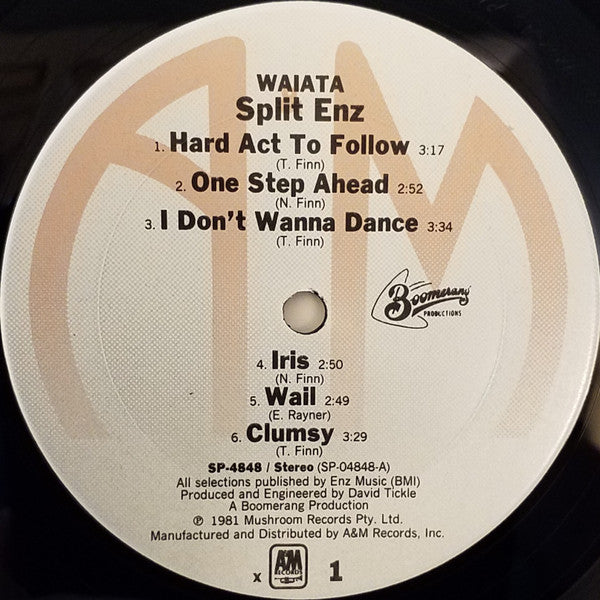 WAIATA
Split Enz
1. Hard Act To Follow 3:17
(T. Finn)
2. One Step Ahead 2:52
(N. Finn)
3. I Don't Wanna Dance 3:34
(T. Finn)
Boomerang
PRODUCTIONS
4. Iris 2:50
(N. Finn)
5. Wail 2:49
(E. Rayner)
6. Clumsy 3:29
(T. Finn)
SP-4848 / Stereo (SP-04848-A)
All selections published by Enz Music (BMI)
Produced and Engineered by David Tickle
A Boomerang Production
℗ 1981 Mushroom Records Pty. Ltd.
Manufactured and Distributed by A&M Records, Inc.
x A&M RECORDS 1